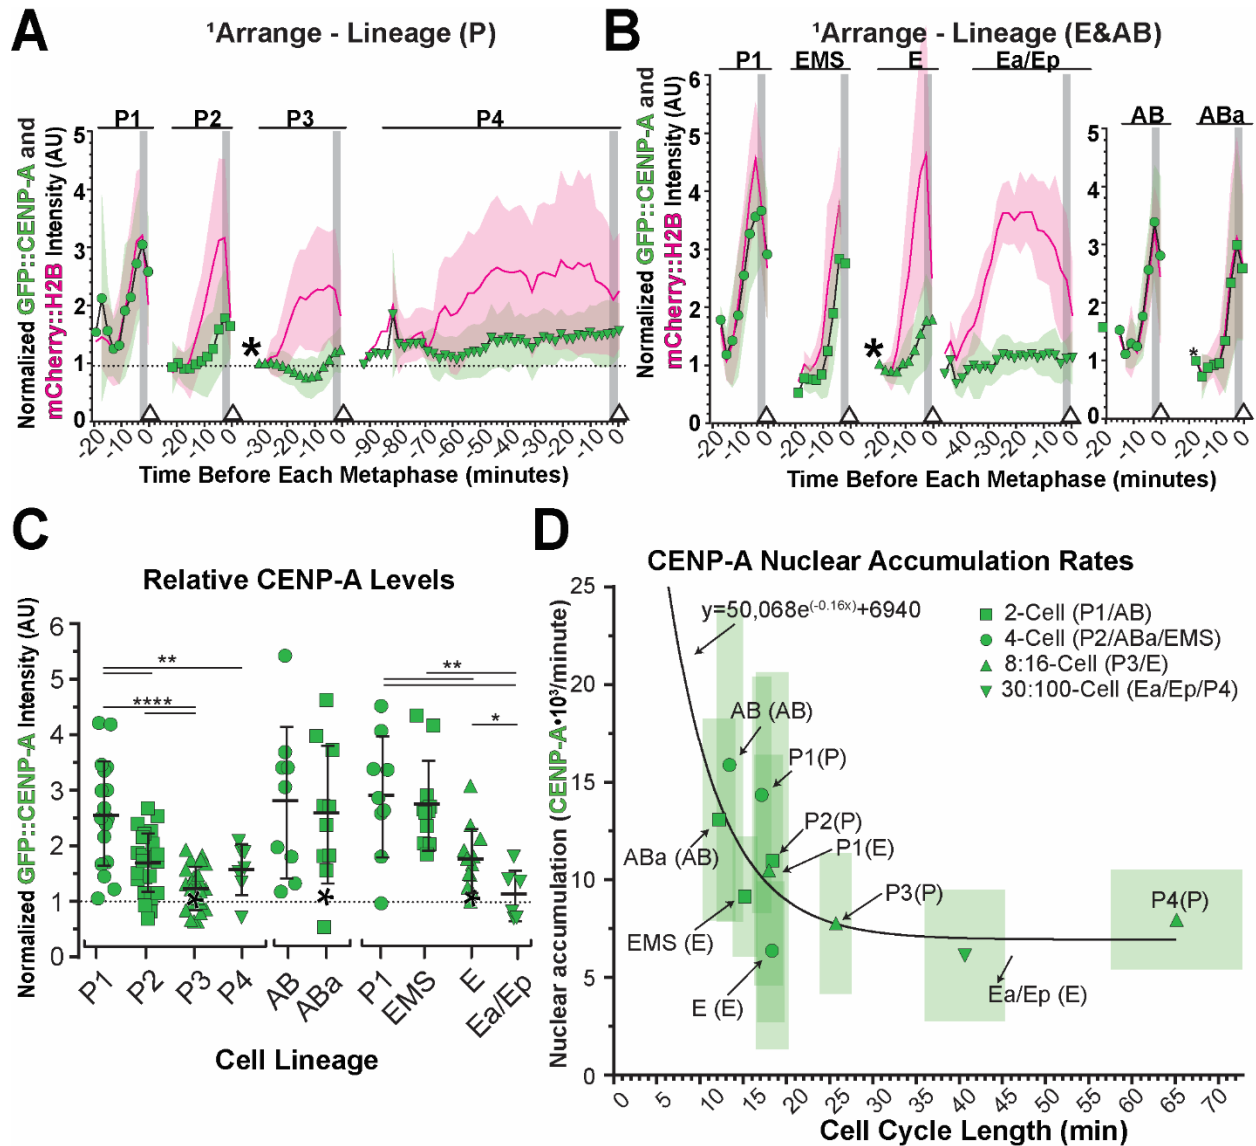 A
¹Arrange - Lineage (P)
Normalized GFP::CENP-A and
mCherry::H2B Intensity (AU)
P1 P2 P3 P4
5
4
3
2
1
0
*
-20 -10 0 -20 -10 0 -30 -20 -10 0 -90 -80 -70 -60 -50 -40 -30 -20 -10 0
Time Before Each Metaphase (minutes)
B
¹Arrange - Lineage (E&AB)
Normalized GFP::CENP-A and
mCherry::H2B Intensity (AU)
P1 EMS E Ea/Ep
6
5
4
3
2
1
0
*
AB ABa
5
4
3
2
1
0
*
-20 -10 0 -20 -10 0 -20 -10 0 -40 -30 -20 -10 0 -20 -10 0 -20 -10 0
Time Before Each Metaphase (minutes)
C
Relative CENP-A Levels
Normalized GFP::CENP-A Intensity (AU)
6
5
4
3
2
1
0
**
****
**
*
P1 P2 P3 P4 AB ABa P1 EMS E Ea/Ep
Cell Lineage
D
CENP-A Nuclear Accumulation Rates
Nuclear accumulation (CENP-A•10³/minute)
25
20
15
10
5
0
y=50,068e(-0.16x)+6940
2-Cell (P1/AB)
4-Cell (P2/ABa/EMS)
8:16-Cell (P3/E)
30:100-Cell (Ea/Ep/P4)
AB (AB)
P1(P)
P2(P)
P1(E)
ABa (AB)
EMS (E)
E (E)
P3(P)
Ea/Ep (E)
P4(P)
0 5 10 15 20 25 30 35 40 45 50 55 60 65 70
Cell Cycle Length (min)